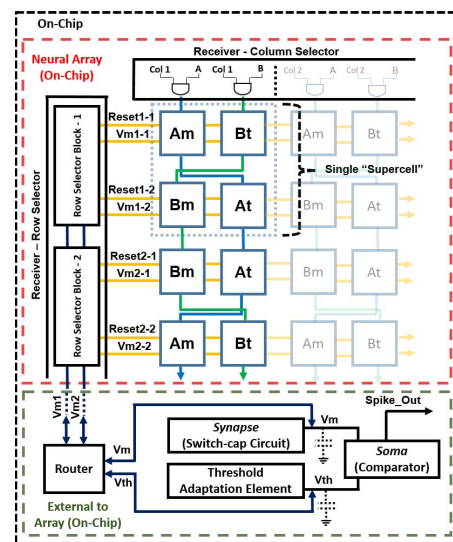 On-Chip
Neural Array
(On-Chip)
Receiver - Column Selector
Col 1 A Col 1 B Col 2 A Col 2 B
Receiver – Row Selector
Row Selector Block - 1
Reset1-1
Vm1-1
Am Bt Am Bt
Single “Supercell”
Reset1-2
Vm1-2
Bm At Bm At
Row Selector Block - 2
Reset2-1
Vm2-1
Bm At Bm At
Reset2-2
Vm2-2
Am Bt Am Bt
Vm1
Vm2
Spike_Out
Router
Vm
Vth
Synapse
(Switch-cap Circuit)
Vm
Threshold
Adaptation Element
Vth
Soma
(Comparator)
External to
Array (On-Chip)